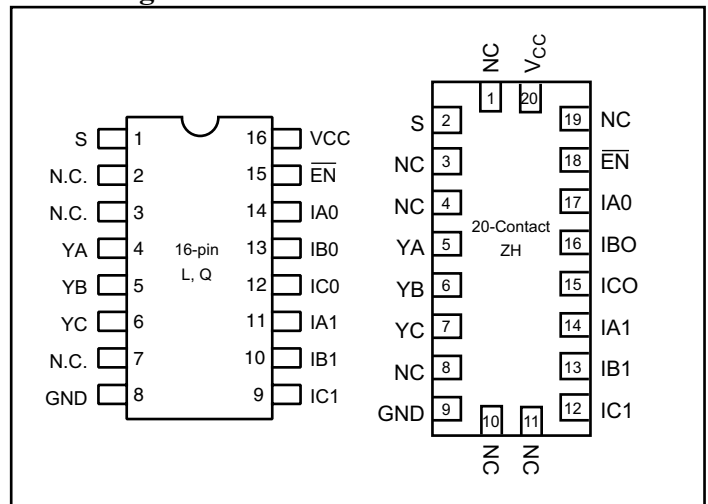 S 1 16 VCC
N.C. 2 15 EN
N.C. 3 14 IA0
YA 4 16-pin 13 IB0
L, Q
YB 5 12 IC0
YC 6 11 IA1
N.C. 7 10 IB1
GND 8 9 IC1
NC VCC
1 20
S 2 19 NC
NC 3 18 EN
NC 4 17 IA0
20-Contact
ZH
YA 5 16 IBO
YB 6 15 ICO
YC 7 14 IA1
NC 8 13 IB1
GND 9 12 IC1
10 11
NC NC